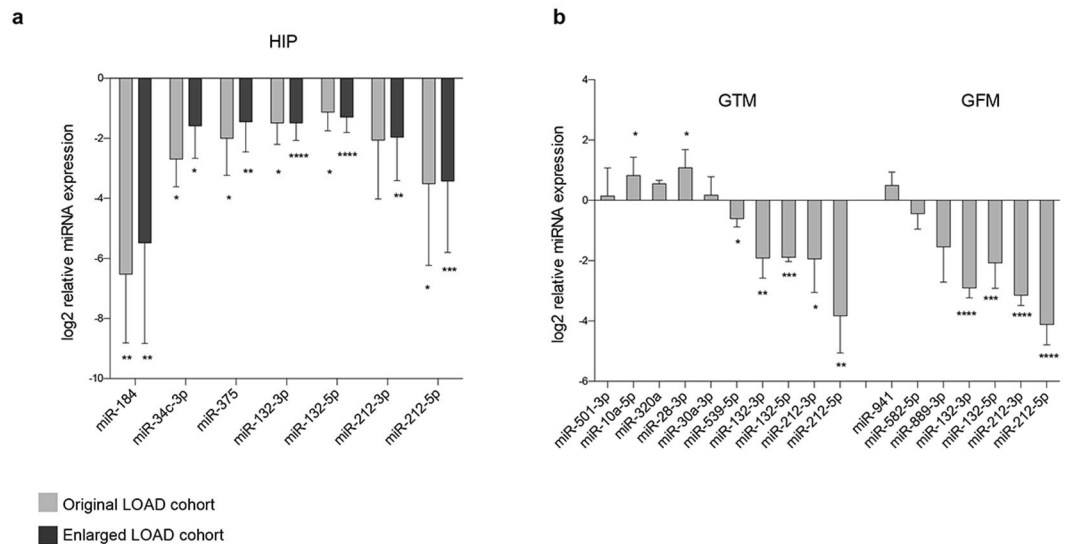 a
HIP
log2 relative miRNA expression
0
-2
-4
-6
-8
-10
*
*
*
*
**
****
*
****
**
*
***
**
**
miR-184
miR-34c-3p
miR-375
miR-132-3p
miR-132-5p
miR-212-3p
miR-212-5p
Original LOAD cohort
Enlarged LOAD cohort
b
GTM
GFM
log2 relative miRNA expression
4
2
0
-2
-4
-6
*
*
*
**
***
*
**
****
***
****
****
miR-501-3p
miR-10a-5p
miR-320a
miR-28-3p
miR-30a-3p
miR-539-5p
miR-132-3p
miR-132-5p
miR-212-3p
miR-212-5p
miR-941
miR-582-5p
miR-889-3p
miR-132-3p
miR-132-5p
miR-212-3p
miR-212-5p